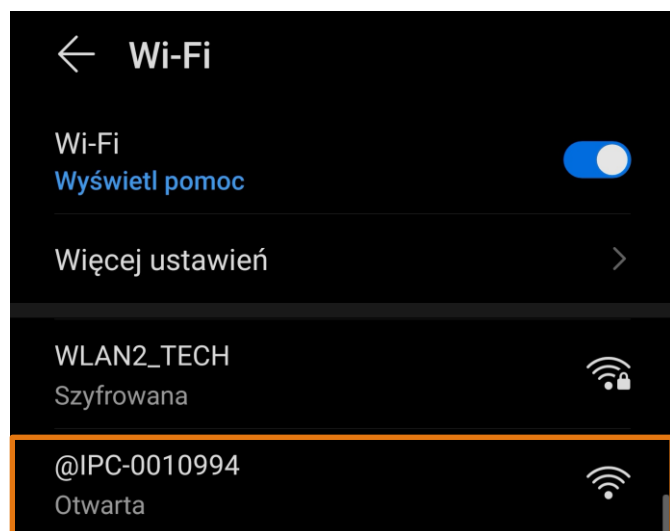 Wi-Fi
Wi-Fi
Wyświetl pomoc
Więcej ustawień
WLAN2_TECH
Szyfrowana
@IPC-0010994
Otwarta